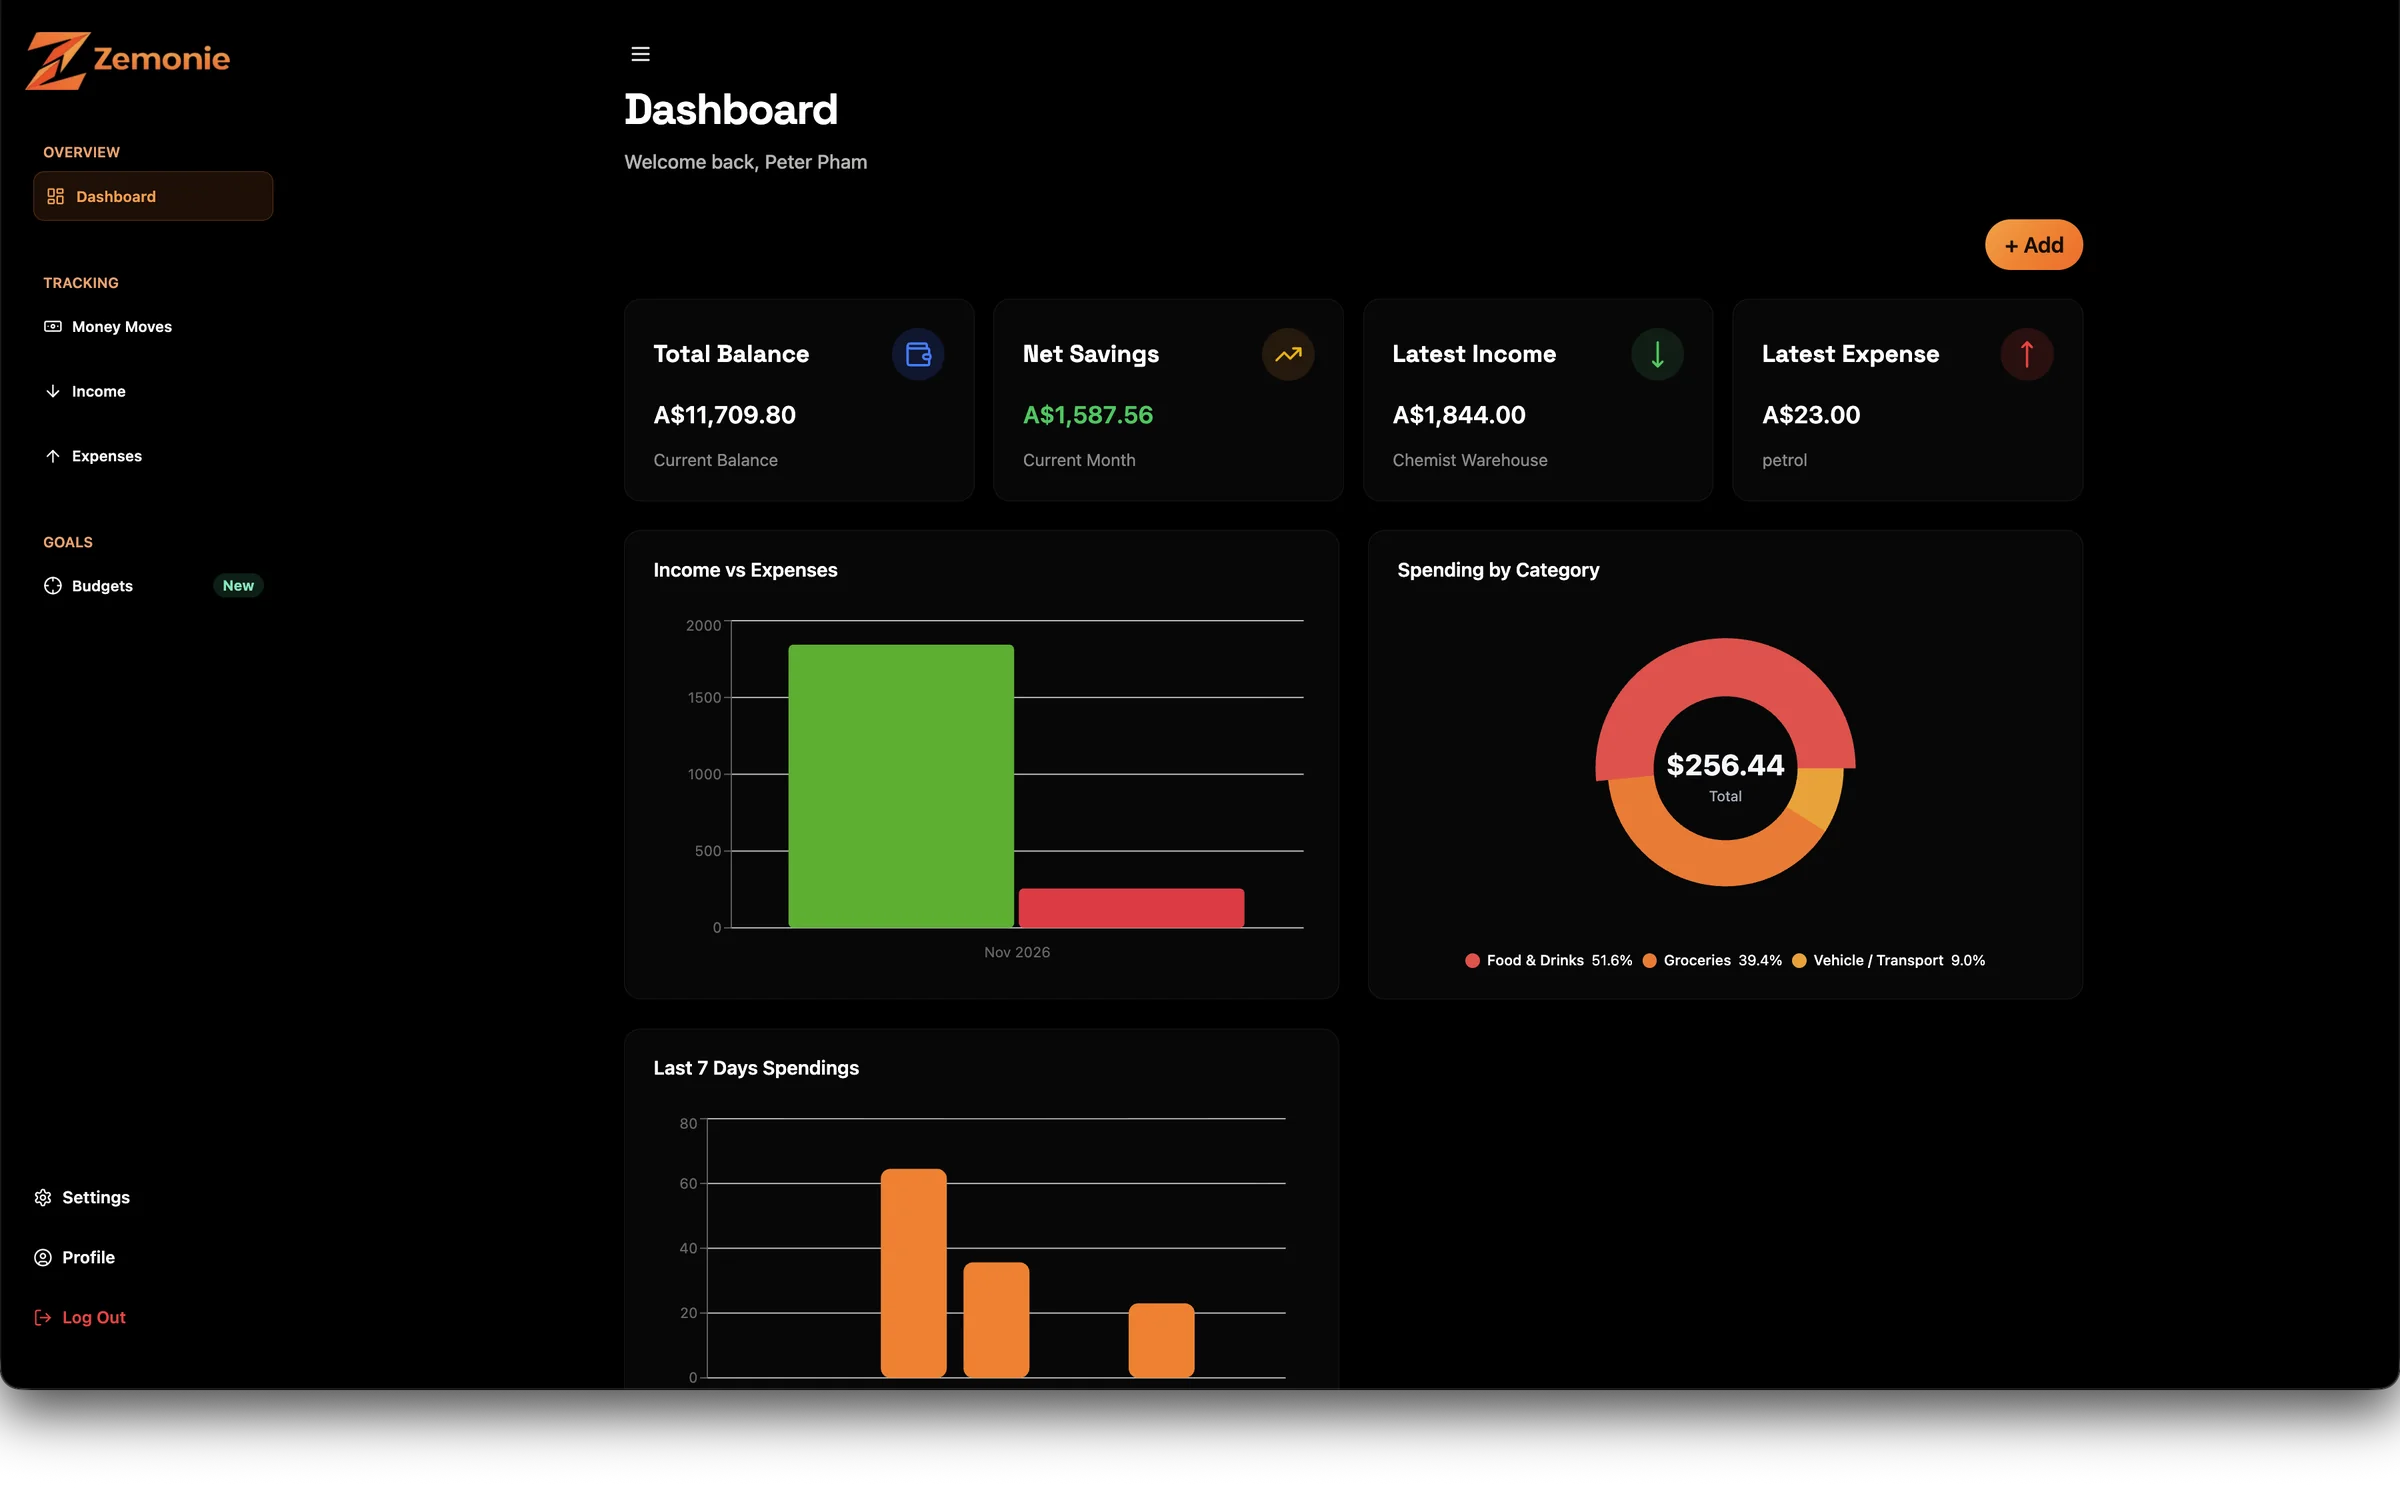 Zemonie
OVERVIEW
Dashboard
TRACKING
Money Moves
Income
Expenses
GOALS
Budgets New
Settings
Profile
Log Out
Dashboard
Welcome back, Peter Pham
+ Add
Total Balance
A$11,709.80
Current Balance
Net Savings
A$1,587.56
Current Month
Latest Income
A$1,844.00
Chemist Warehouse
Latest Expense
A$23.00
petrol
Income vs Expenses
2000
1500
1000
500
0
Nov 2026
Spending by Category
$256.44
Total
Food & Drinks 51.6% Groceries 39.4% Vehicle / Transport 9.0%
Last 7 Days Spendings
80
60
40
20
0